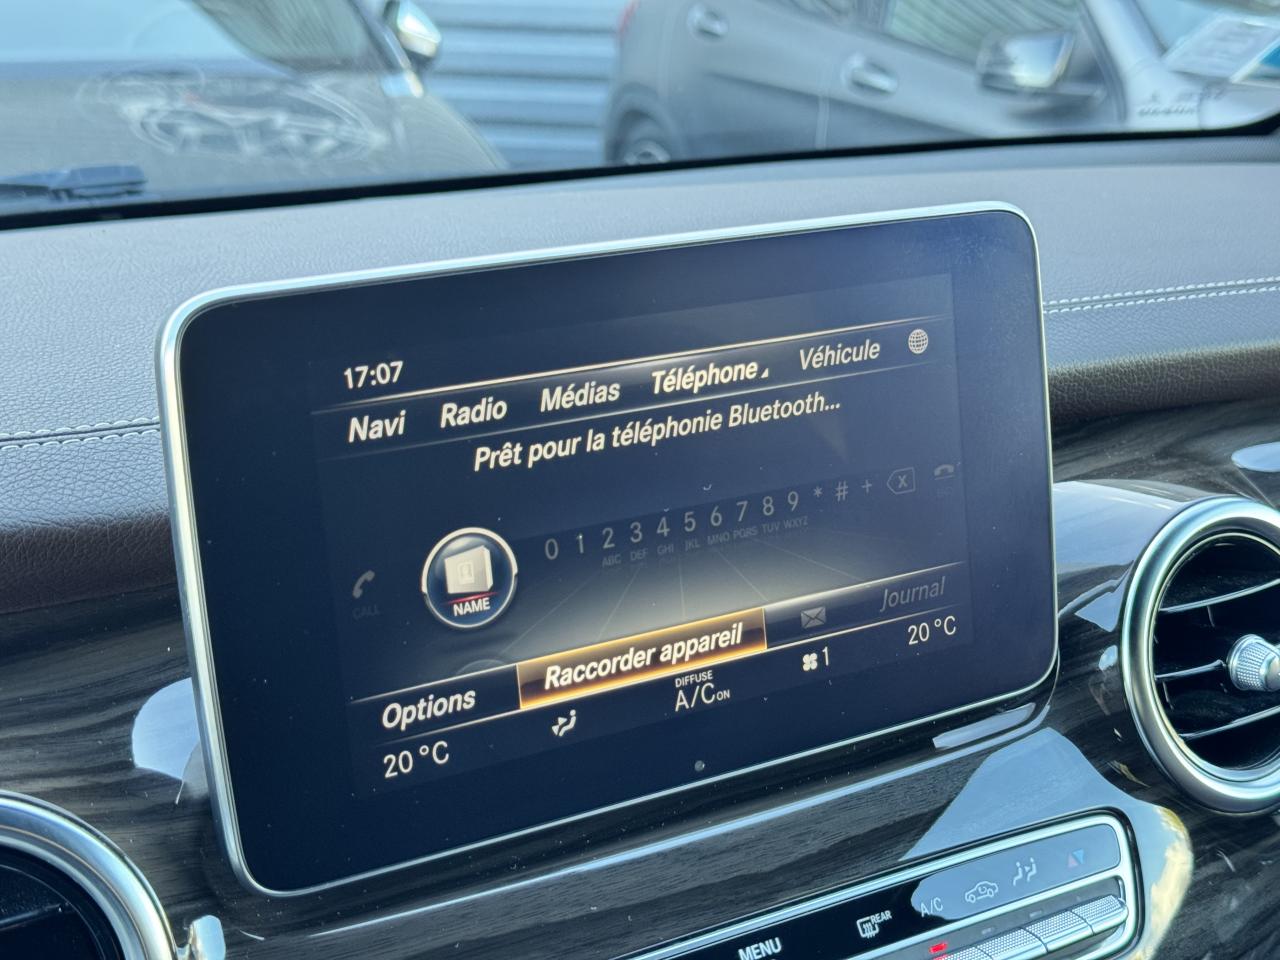 17:07
Navi Radio Médias Téléphone Véhicule
Prêt pour la téléphonie Bluetooth...
0 1 2 3 4 5 6 7 8 9 * # + X
ABC DEF GHI JKL MNO PQRS TUV WXYZ
CALL
NAME
Options Raccorder appareil Journal
20 °C DIFFUSE A/C ON 1 20 °C
MENU REAR A/C